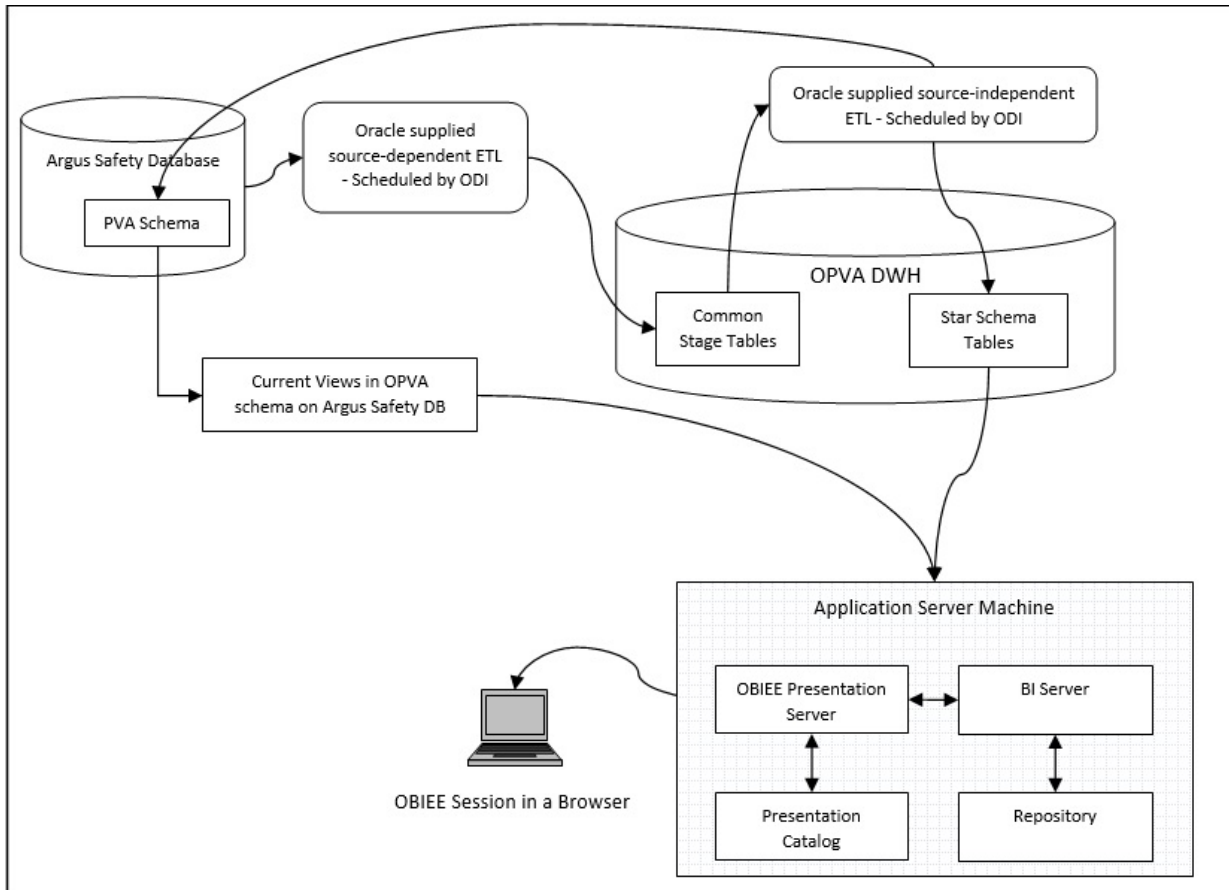 Argus Safety Database
PVA Schema
Oracle supplied
source-dependent ETL
- Scheduled by ODI
Oracle supplied source-independent
ETL - Scheduled by ODI
OPVA DWH
Common
Stage Tables
Star Schema
Tables
Current Views in OPVA
schema on Argus Safety DB
Application Server Machine
OBIEE Presentation
Server
BI Server
Presentation
Catalog
Repository
OBIEE Session in a Browser